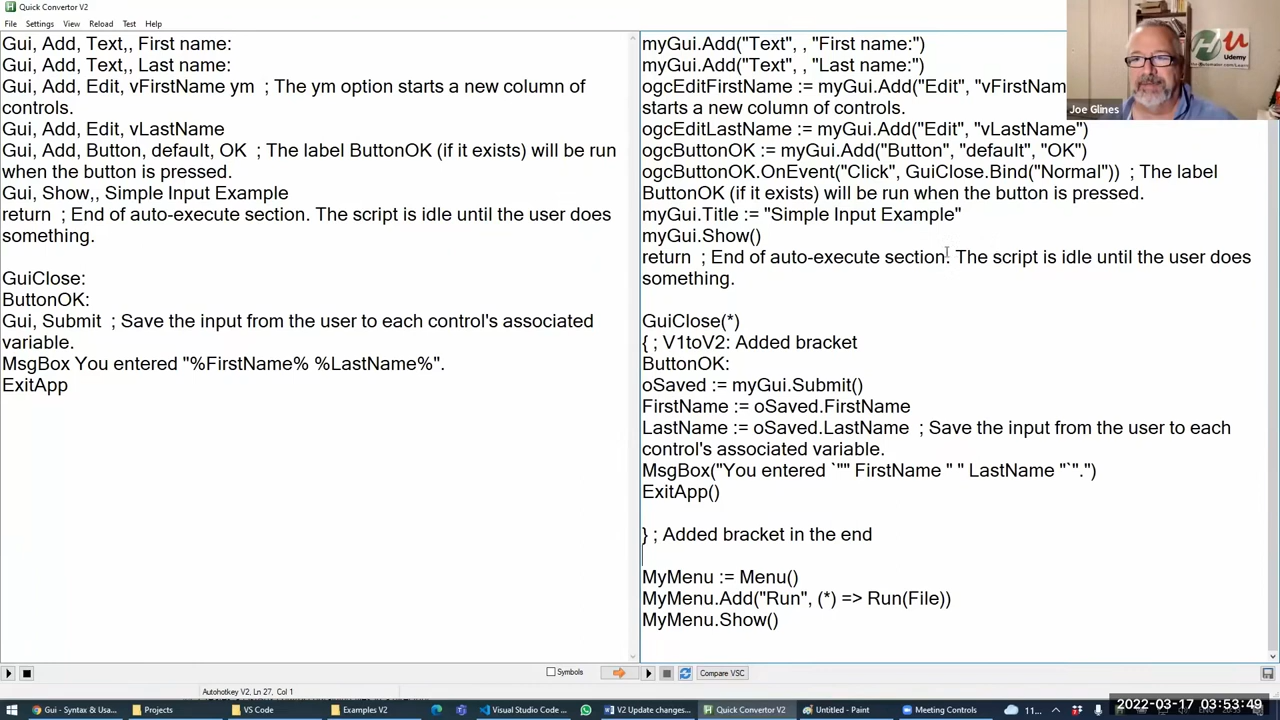 Quick Convertor V2
File Settings View Reload Test Help
Gui, Add, Text,, First name:
Gui, Add, Text,, Last name:
Gui, Add, Edit, vFirstName ym ; The ym option starts a new column of
controls.
Gui, Add, Edit, vLastName
Gui, Add, Button, default, OK ; The label ButtonOK (if it exists) will be run
when the button is pressed.
Gui, Show,, Simple Input Example
return ; End of auto-execute section. The script is idle until the user does
something.
GuiClose:
ButtonOK:
Gui, Submit ; Save the input from the user to each control's associated
variable.
MsgBox You entered "%FirstName% %LastName%".
ExitApp
myGui.Add("Text", , "First name:")
myGui.Add("Text", , "Last name:")
ogcEditFirstName := myGui.Add("Edit", "vFirstNam
starts a new column of controls.
ogcEditLastName := myGui.Add("Edit", "vLastName")
ogcButtonOK := myGui.Add("Button", "default", "OK")
ogcButtonOK.OnEvent("Click", GuiClose.Bind("Normal")) ; The label
ButtonOK (if it exists) will be run when the button is pressed.
myGui.Title := "Simple Input Example"
myGui.Show()
return ; End of auto-execute section. The script is idle until the user does
something.
GuiClose(*)
{ ; V1toV2: Added bracket
ButtonOK:
oSaved := myGui.Submit()
FirstName := oSaved.FirstName
LastName := oSaved.LastName ; Save the input from the user to each
control's associated variable.
MsgBox("You entered `"" FirstName " " LastName "`".")
ExitApp()
} ; Added bracket in the end
MyMenu := Menu()
MyMenu.Add("Run", (*) => Run(File))
MyMenu.Show()
Udemy
Joe Glines
Symbols
Compare VSC
Autohotkey V2, Ln 27, Col 1
Gui - Syntax & Usa...
Projects
VS Code
Examples V2
Visual Studio Code ...
V2 Update changes...
Quick Convertor V2
Untitled - Paint
Meeting Controls
11...
2022-03-17 03:53:49